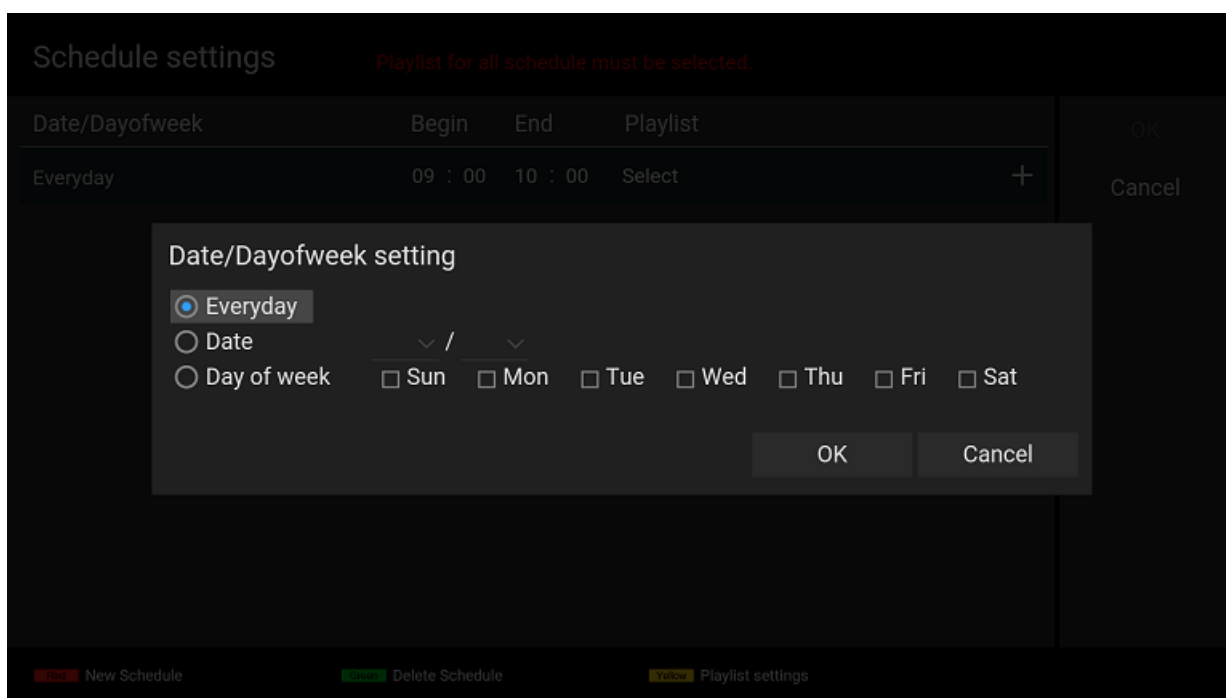 Schedule settings Playlist for all schedule must be selected.
Date/Dayofweek Begin End Playlist OK
Everyday 09 : 00 10 : 00 Select + Cancel
Date/Dayofweek setting
Everyday
Date /
Day of week Sun Mon Tue Wed Thu Fri Sat
OK Cancel
Red New Schedule Green Delete Schedule Yellow Playlist settings